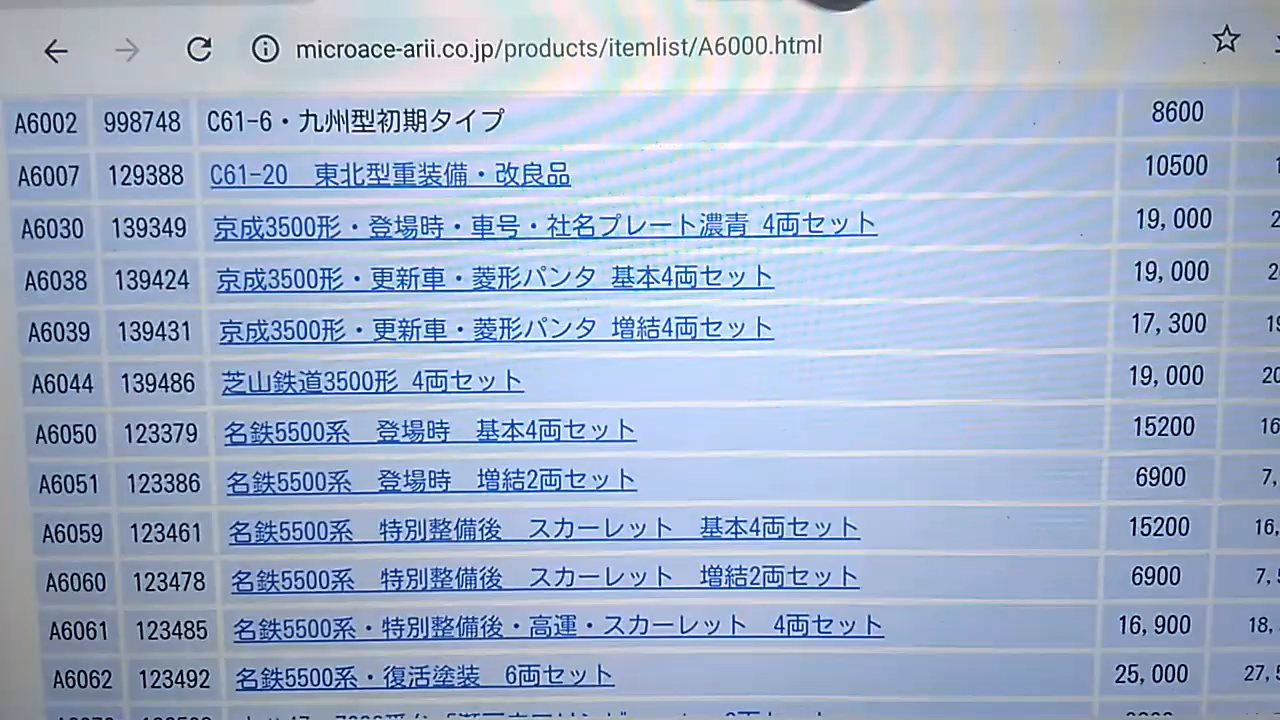 microace-arii.co.jp/products/itemlist/A6000.html
A6002 998748 C61-6・九州型初期タイプ 8600
A6007 129388 C61-20　東北型重装備・改良品 10500
A6030 139349 京成3500形・登場時・車号・社名プレート濃青 4両セット 19,000
A6038 139424 京成3500形・更新車・菱形パンタ 基本4両セット 19,000
A6039 139431 京成3500形・更新車・菱形パンタ 増結4両セット 17,300
A6044 139486 芝山鉄道3500形 4両セット 19,000
A6050 123379 名鉄5500系　登場時　基本4両セット 15200
A6051 123386 名鉄5500系　登場時　増結2両セット 6900
A6059 123461 名鉄5500系　特別整備後　スカーレット　基本4両セット 15200
A6060 123478 名鉄5500系　特別整備後　スカーレット　増結2両セット 6900
A6061 123485 名鉄5500系・特別整備後・高運・スカーレット　4両セット 16,900
A6062 123492 名鉄5500系・復活塗装　6両セット 25,000